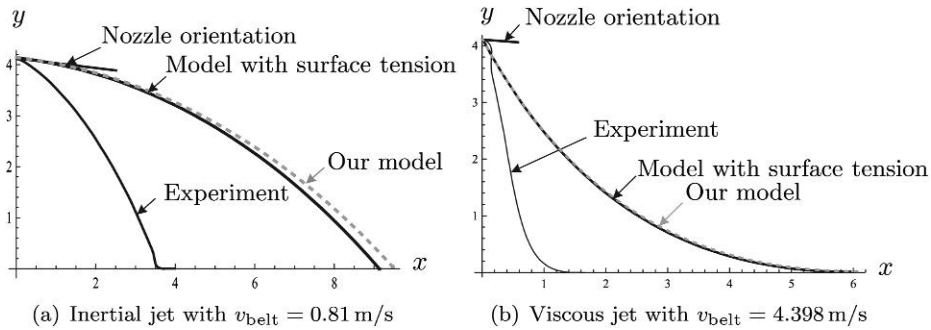 y
Nozzle orientation
Model with surface tension
Our model
Experiment
4
3
2
1
2
4
6
8
x
(a) Inertial jet with v_belt = 0.81 m/s
y
Nozzle orientation
Experiment
Model with surface tension
Our model
4
3
2
1
1
2
3
4
5
6
x
(b) Viscous jet with v_belt = 4.398 m/s